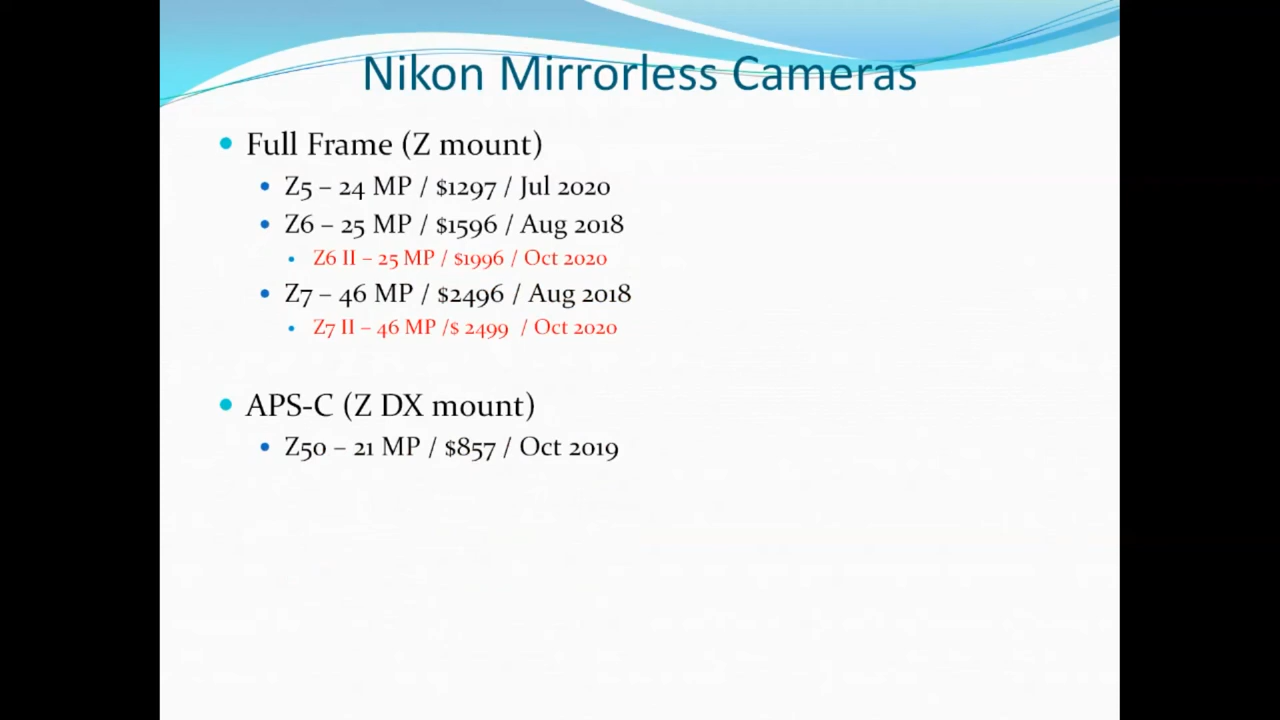 Nikon Mirrorless Cameras
Full Frame (Z mount)
Z5 – 24 MP / $1297 / Jul 2020
Z6 – 25 MP / $1596 / Aug 2018
Z6 II – 25 MP / $1996 / Oct 2020
Z7 – 46 MP / $2496 / Aug 2018
Z7 II – 46 MP /$ 2499 / Oct 2020
APS-C (Z DX mount)
Z50 – 21 MP / $857 / Oct 2019